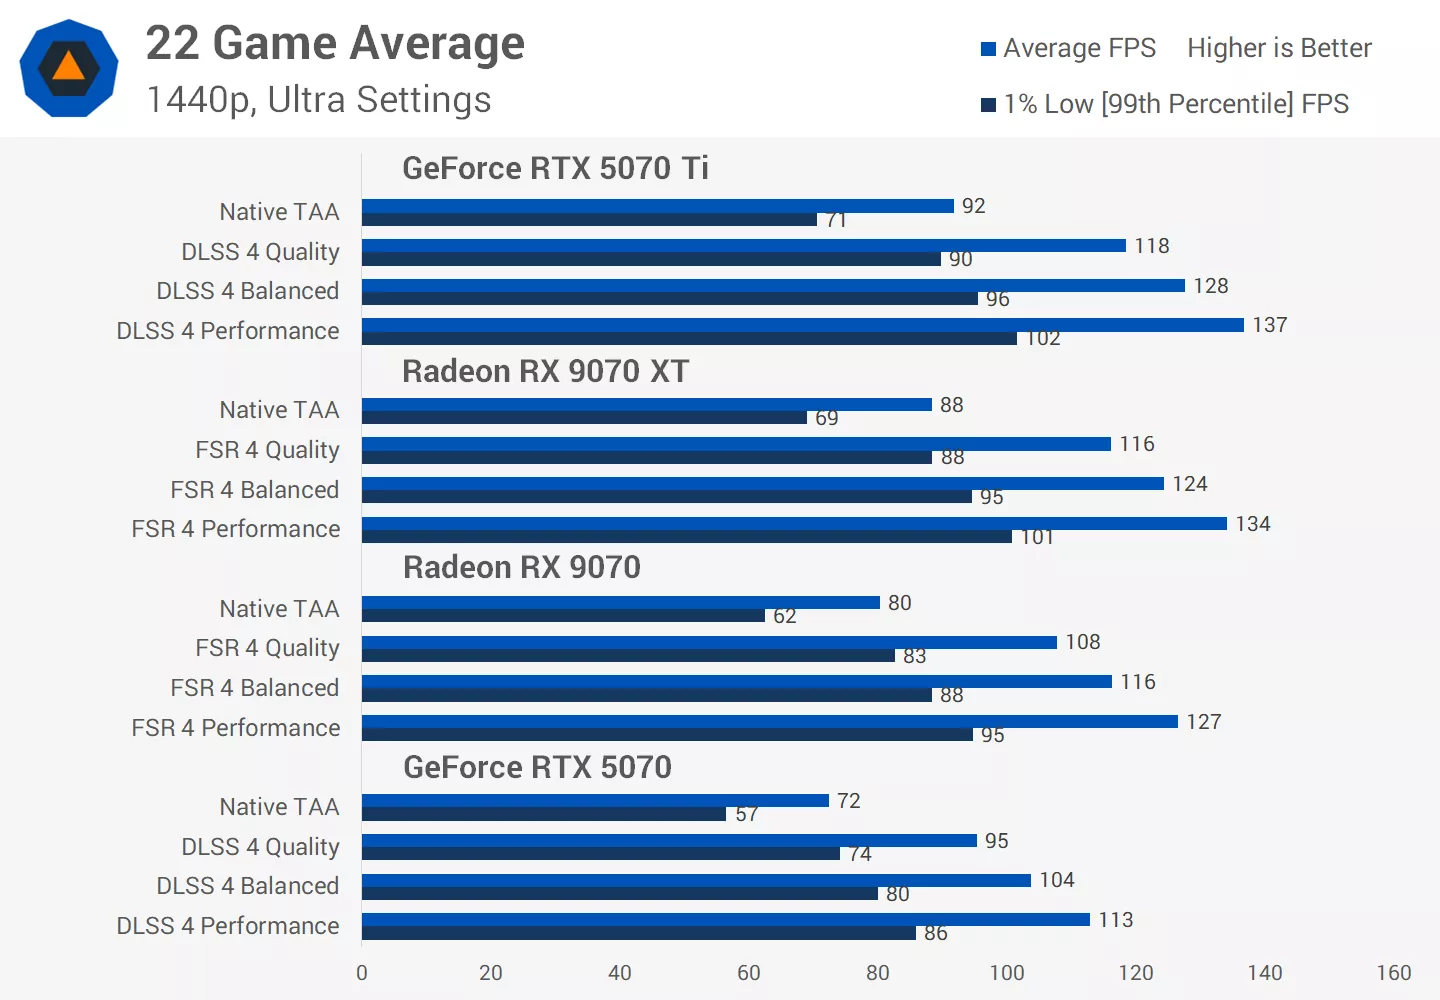 22 Game Average
1440p, Ultra Settings
Average FPS Higher is Better
1% Low [99th Percentile] FPS
GeForce RTX 5070 Ti
Native TAA 92
71
DLSS 4 Quality 118
90
DLSS 4 Balanced 128
96
DLSS 4 Performance 137
102
Radeon RX 9070 XT
Native TAA 88
69
FSR 4 Quality 116
88
FSR 4 Balanced 124
95
FSR 4 Performance 134
101
Radeon RX 9070
Native TAA 80
62
FSR 4 Quality 108
83
FSR 4 Balanced 116
88
FSR 4 Performance 127
95
GeForce RTX 5070
Native TAA 72
57
DLSS 4 Quality 95
74
DLSS 4 Balanced 104
80
DLSS 4 Performance 113
86
0 20 40 60 80 100 120 140 160